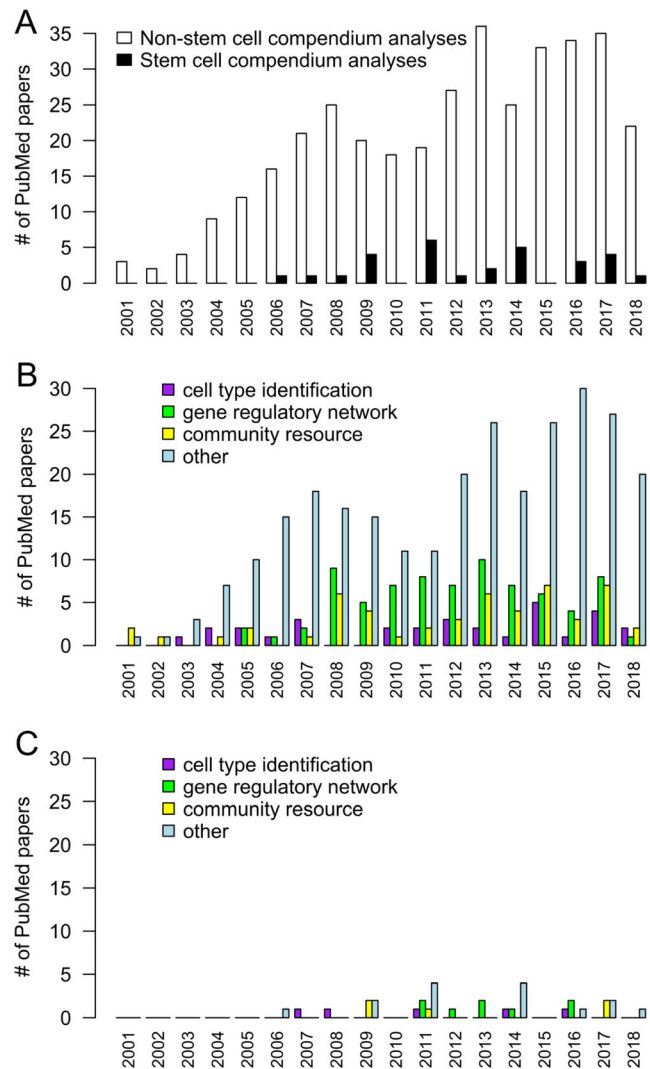 A
# of PubMed papers
35
30
25
20
15
10
5
0
Non-stem cell compendium analyses
Stem cell compendium analyses
2001 2002 2003 2004 2005 2006 2007 2008 2009 2010 2011 2012 2013 2014 2015 2016 2017 2018
B
# of PubMed papers
30
25
20
15
10
5
0
cell type identification
gene regulatory network
community resource
other
2001 2002 2003 2004 2005 2006 2007 2008 2009 2010 2011 2012 2013 2014 2015 2016 2017 2018
C
# of PubMed papers
30
25
20
15
10
5
0
cell type identification
gene regulatory network
community resource
other
2001 2002 2003 2004 2005 2006 2007 2008 2009 2010 2011 2012 2013 2014 2015 2016 2017 2018